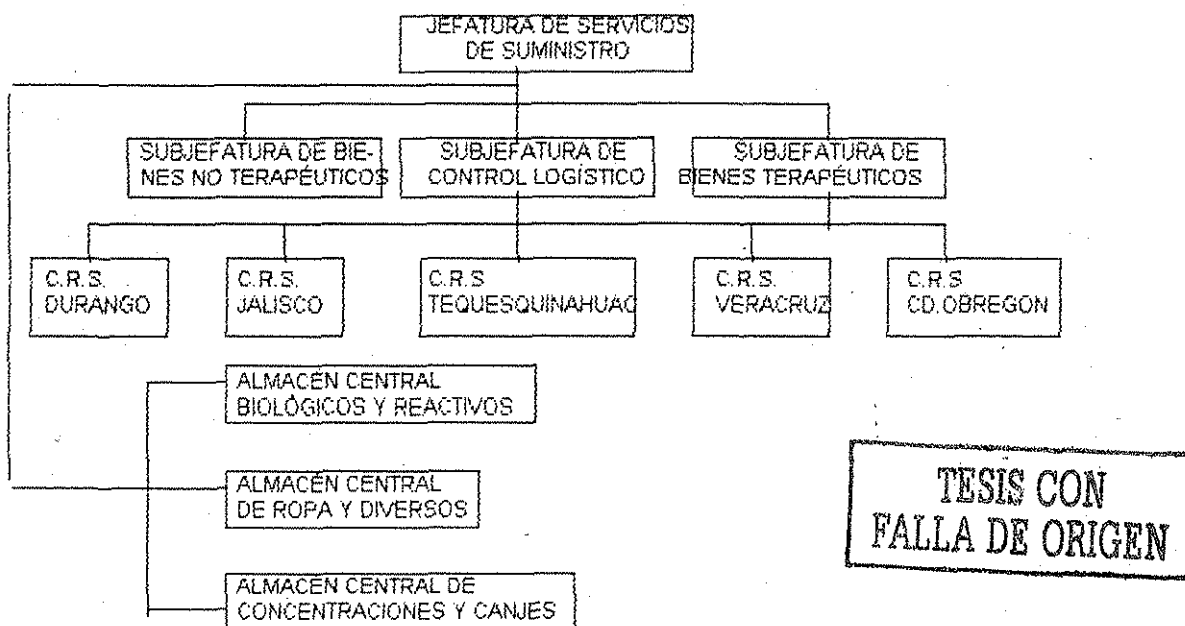 JEFATURA DE SERVICIOS
DE SUMINISTRO
SUBJEFATURA DE BIE-
NES NO TERAPÉUTICOS
SUBJEFATURA DE
CONTROL LOGÍSTICO
SUBJEFATURA DE
BIENES TERAPÉUTICOS
C.R.S.
DURANGO
C.R.S.
JALISCO
C.R.S
TEQUESQUINAHUAC
C.R.S.
VERACRUZ
C.R.S
CD.OBREGON
ALMACÉN CENTRAL
BIOLÓGICOS Y REACTIVOS
ALMACÉN CENTRAL
DE ROPA Y DIVERSOS
ALMACÉN CENTRAL DE
CONCENTRACIONES Y CANJES
TESIS CON
FALLA DE ORIGEN